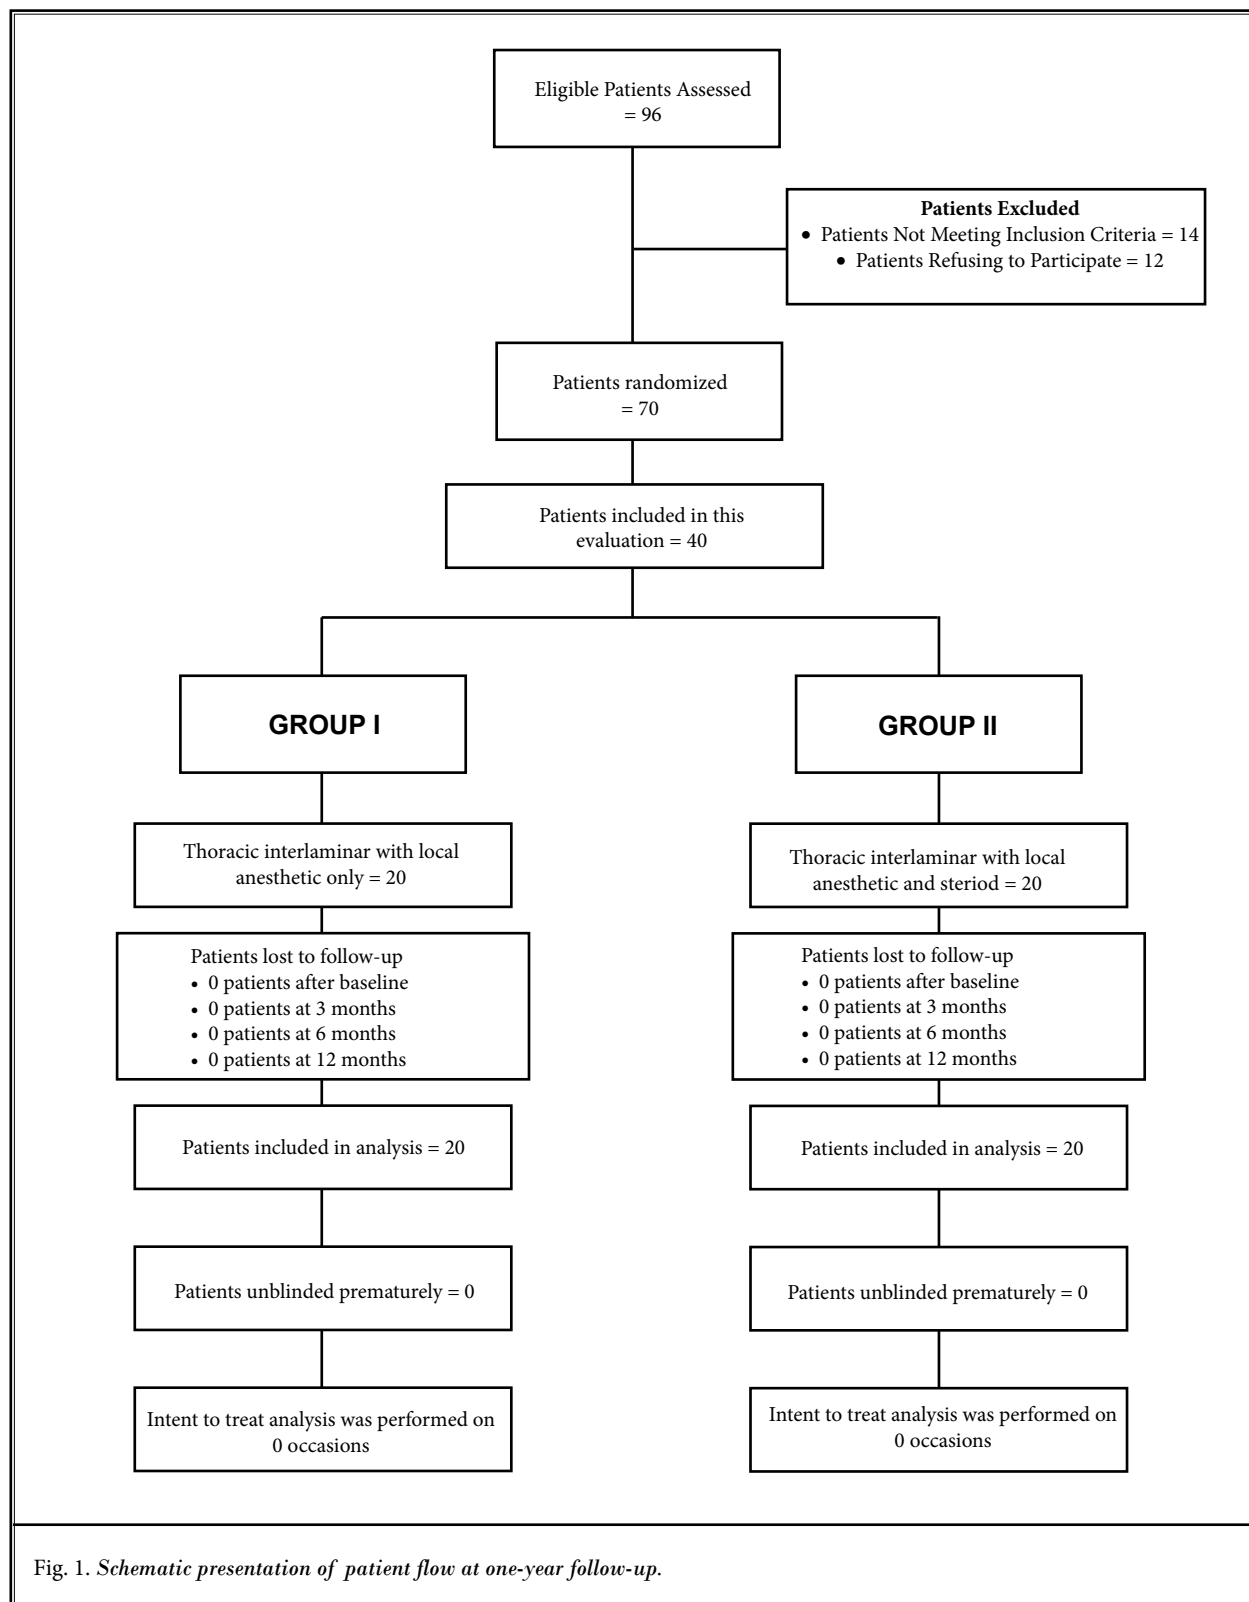 Eligible Patients Assessed
= 96
Patients Excluded
• Patients Not Meeting Inclusion Criteria = 14
• Patients Refusing to Participate = 12
Patients randomized
= 70
Patients included in this
evaluation = 40
GROUP I
GROUP II
Thoracic interlaminar with local
anesthetic only = 20
Thoracic interlaminar with local
anesthetic and steriod = 20
Patients lost to follow-up
• 0 patients after baseline
• 0 patients at 3 months
• 0 patients at 6 months
• 0 patients at 12 months
Patients lost to follow-up
• 0 patients after baseline
• 0 patients at 3 months
• 0 patients at 6 months
• 0 patients at 12 months
Patients included in analysis = 20
Patients included in analysis = 20
Patients unblinded prematurely = 0
Patients unblinded prematurely = 0
Intent to treat analysis was performed on
0 occasions
Intent to treat analysis was performed on
0 occasions
Fig. 1. Schematic presentation of patient flow at one-year follow-up.